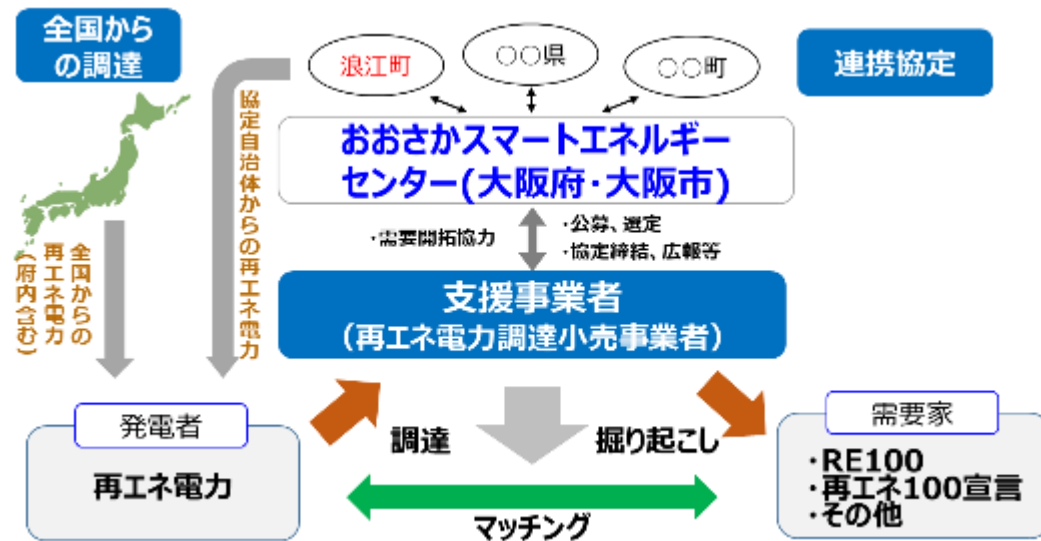 全国から
の調達
浪江町
○○県
○○町
連携協定
おおさかスマートエネルギー
センター(大阪府・大阪市)
協定自治体からの再エネ電力
・需要開拓協力
・公募、選定
・協定締結、広報等
全国からの
再エネ電力
(府内含む)
支援事業者
（再エネ電力調達小売事業者）
発電者
再エネ電力
調達
掘り起こし
マッチング
需要家
・RE100
・再エネ100宣言
・その他